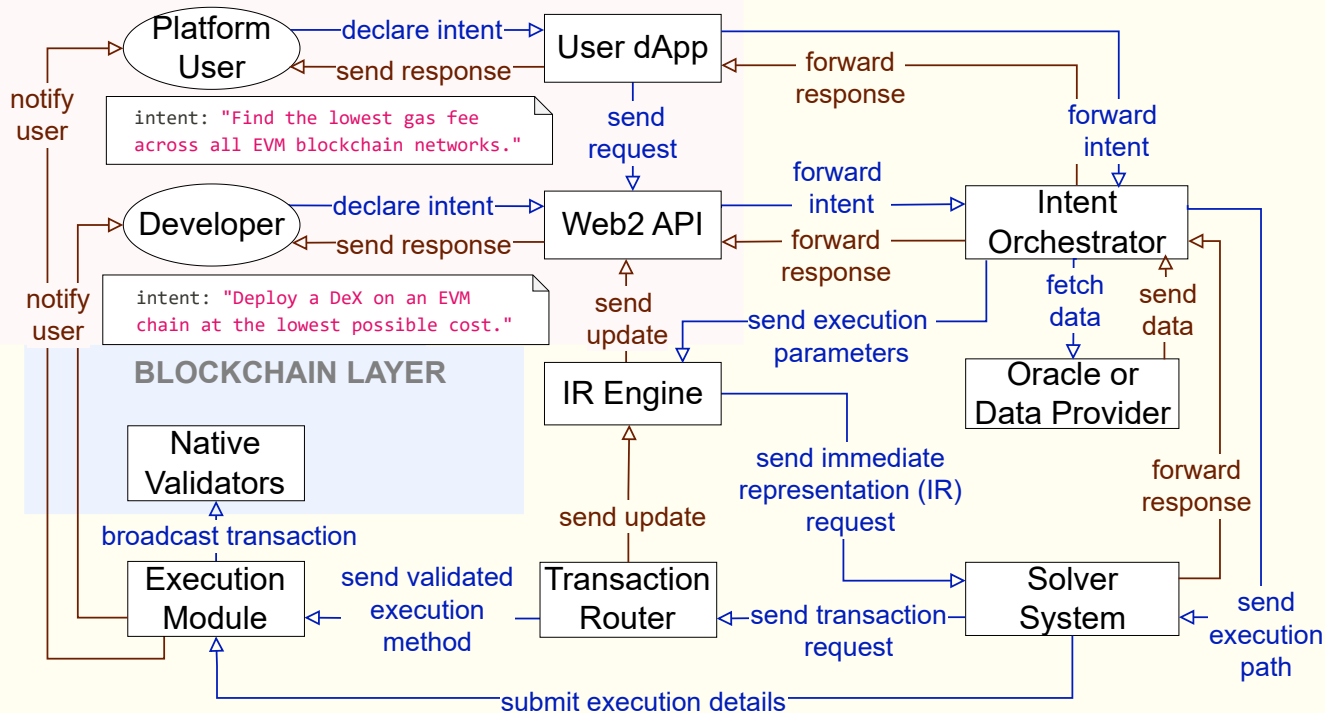 Platform
User
declare intent
User dApp
send response
forward
response
notify
user
intent: "Find the lowest gas fee
across all EVM blockchain networks."
send
request
forward
intent
Developer
declare intent
Web2 API
forward
intent
Intent
Orchestrator
send response
forward
response
notify
user
intent: "Deploy a DeX on an EVM
chain at the lowest possible cost."
send
update
send execution
parameters
fetch
data
send
data
BLOCKCHAIN LAYER
IR Engine
Oracle or
Data Provider
Native
Validators
send immediate
representation (IR)
request
forward
response
broadcast transaction
send update
Execution
Module
send validated
execution
method
Transaction
Router
send transaction
request
Solver
System
send
execution
path
submit execution details